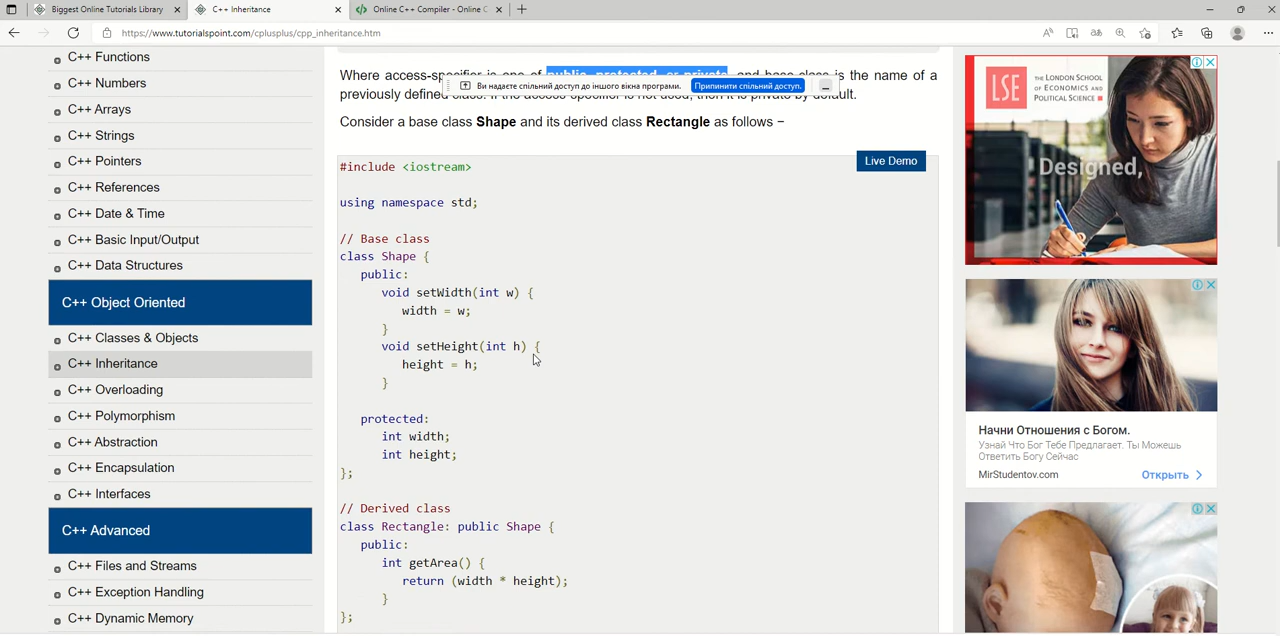 Biggest Online Tutorials Library
C++ Inheritance
Online C++ Compiler - Online C
https://www.tutorialspoint.com/cplusplus/cpp_inheritance.htm
C++ Functions
C++ Numbers
C++ Arrays
C++ Strings
C++ Pointers
C++ References
C++ Date & Time
C++ Basic Input/Output
C++ Data Structures
C++ Object Oriented
C++ Classes & Objects
C++ Inheritance
C++ Overloading
C++ Polymorphism
C++ Abstraction
C++ Encapsulation
C++ Interfaces
C++ Advanced
C++ Files and Streams
C++ Exception Handling
C++ Dynamic Memory
Where access-specifier is one of public, protected, or private, and base-class is the name of a
Ви надаєте спільний доступ до іншого вікна програми. Припинити спільний доступ.
previously defined class. If the access-specifier is not used, then it is private by default.
Consider a base class Shape and its derived class Rectangle as follows −
Live Demo
#include <iostream>
using namespace std;
// Base class
class Shape {
public:
void setWidth(int w) {
width = w;
}
void setHeight(int h) {
height = h;
}
protected:
int width;
int height;
};
// Derived class
class Rectangle: public Shape {
public:
int getArea() {
return (width * height);
}
};
LSE
THE LONDON SCHOOL
OF ECONOMICS AND
POLITICAL SCIENCE
Designed,
Начни Отношения с Богом.
Узнай Что Бог Тебе Предлагает. Ты Можешь
Ответить Богу Сейчас
MirStudentov.com
Открыть